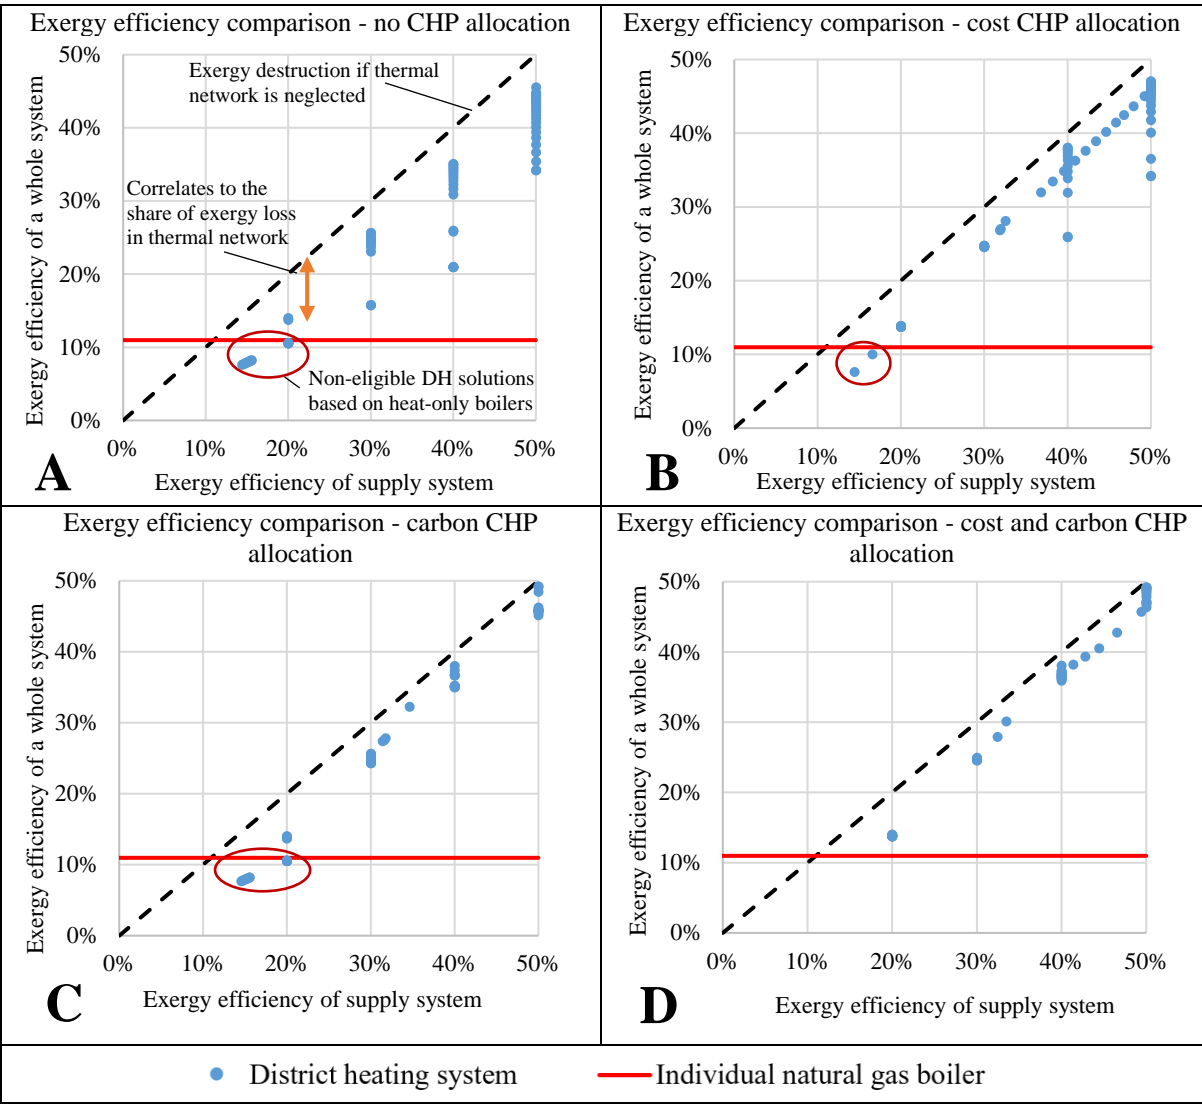 Exergy efficiency comparison - no CHP allocation
Exergy efficiency of a whole system
50%
40%
30%
20%
10%
0%
Exergy destruction if thermal
network is neglected
Correlates to the
share of exergy loss
in thermal network
Non-eligible DH solutions
based on heat-only boilers
0%
10%
20%
30%
40%
50%
Exergy efficiency of supply system
A
Exergy efficiency comparison - cost CHP allocation
Exergy efficiency of a whole system
50%
40%
30%
20%
10%
0%
0%
10%
20%
30%
40%
50%
Exergy efficiency of supply system
B
Exergy efficiency comparison - carbon CHP
allocation
Exergy efficiency of a whole system
50%
40%
30%
20%
10%
0%
0%
10%
20%
30%
40%
50%
Exergy efficiency of supply system
C
Exergy efficiency comparison - cost and carbon CHP
allocation
Exergy efficiency of a whole system
50%
40%
30%
20%
10%
0%
0%
10%
20%
30%
40%
50%
Exergy efficiency of supply system
D
District heating system
Individual natural gas boiler